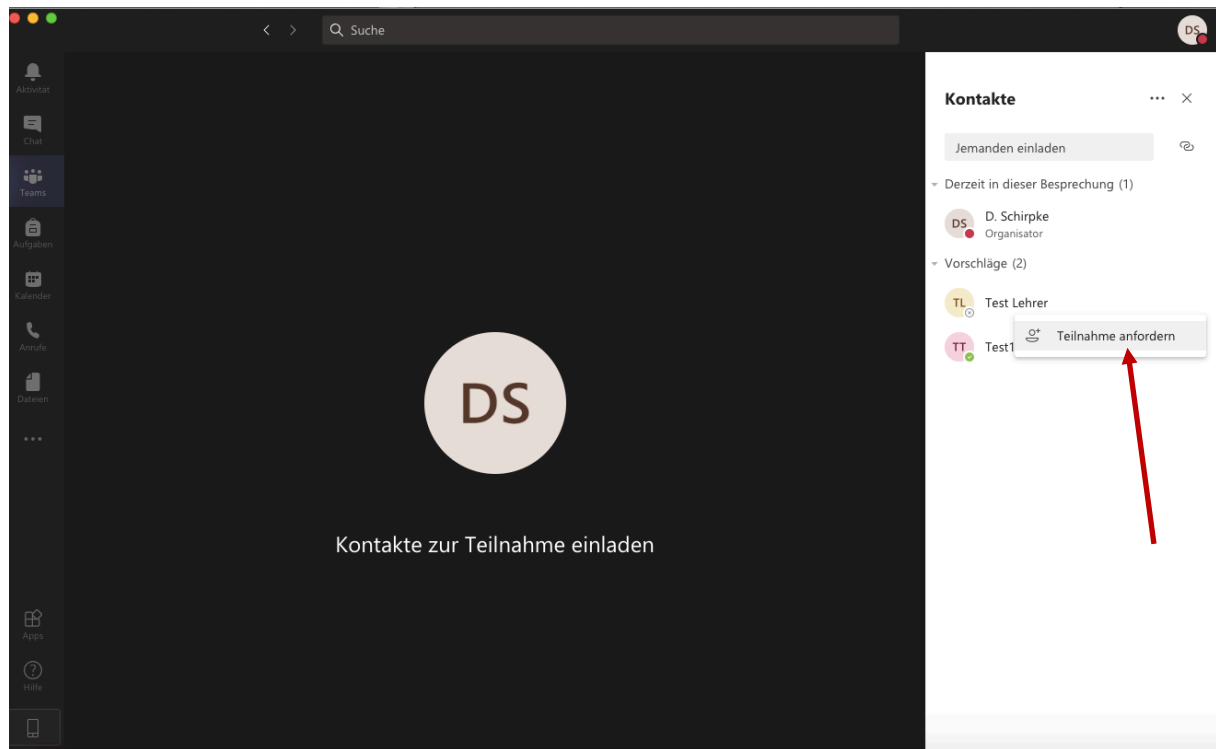 Suche
DS
Aktivität
Chat
Teams
Aufgaben
Kalender
Anrufe
Dateien
Apps
Hilfe
DS
Kontakte zur Teilnahme einladen
Kontakte
Jemanden einladen
Derzeit in dieser Besprechung (1)
DS D. Schirpke
Organisator
Vorschläge (2)
TL Test Lehrer
Teilnahme anfordern
TT Test1